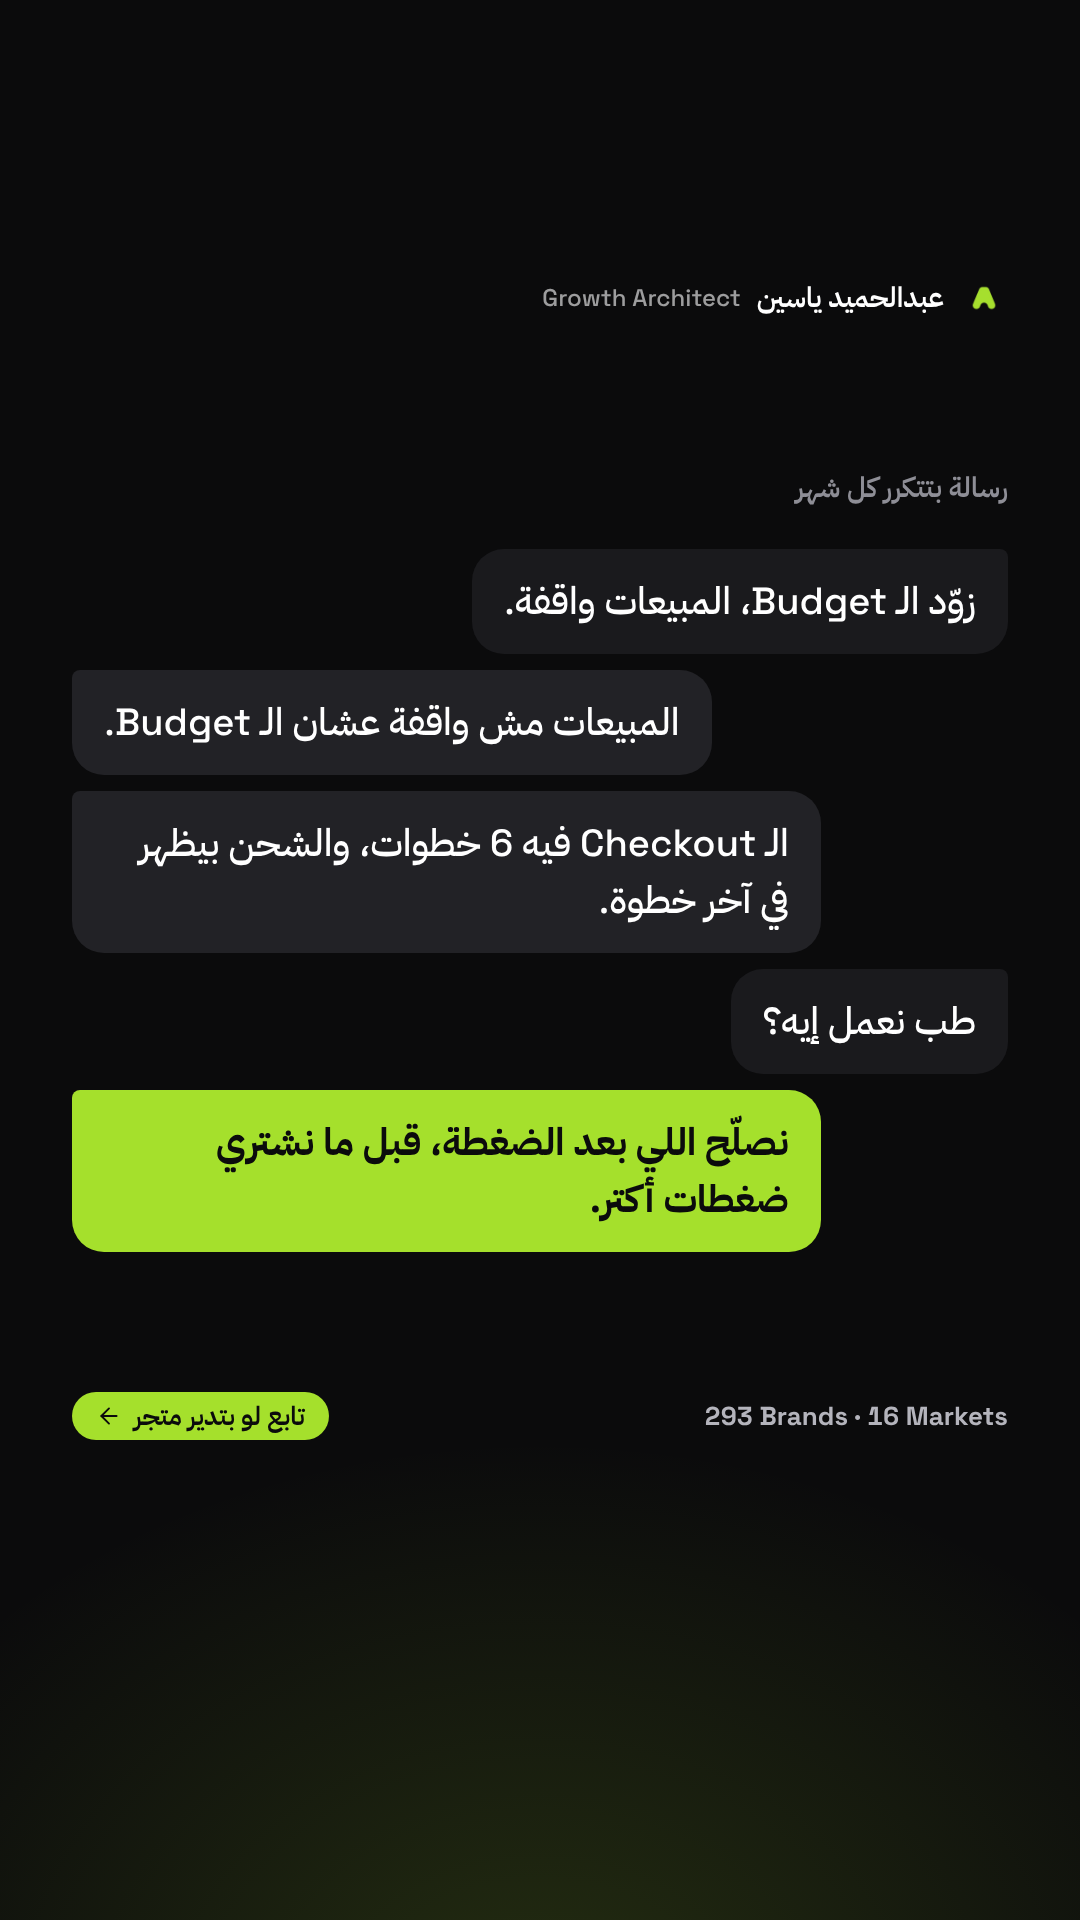 عبدالحميد ياسين Growth Architect
رسالة بتتكرر كل شهر
زوّد الـ Budget، المبيعات واقفة.
المبيعات مش واقفة عشان الـ Budget.
الـ Checkout فيه 6 خطوات، والشحن بيظهر
في آخر خطوة.
طب نعمل إيه؟
نصلّح اللي بعد الضغطة، قبل ما نشتري
ضغطات أكتر.
293 Brands · 16 Markets
تابع لو بتدير متجر ←